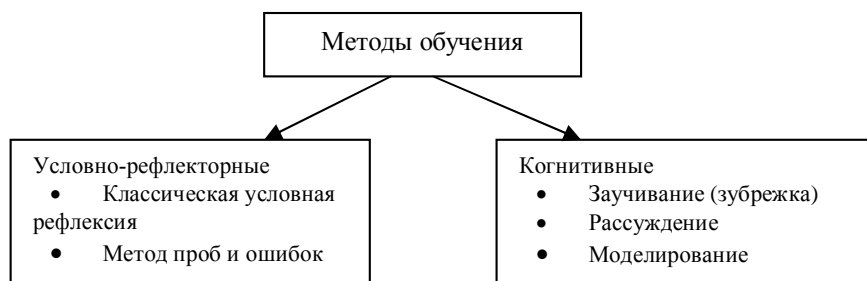 Методы обучения
Условно-рефлекторные
• Классическая условная
рефлексия
• Метод проб и ошибок
Когнитивные
• Заучивание (зубрежка)
• Рассуждение
• Моделирование